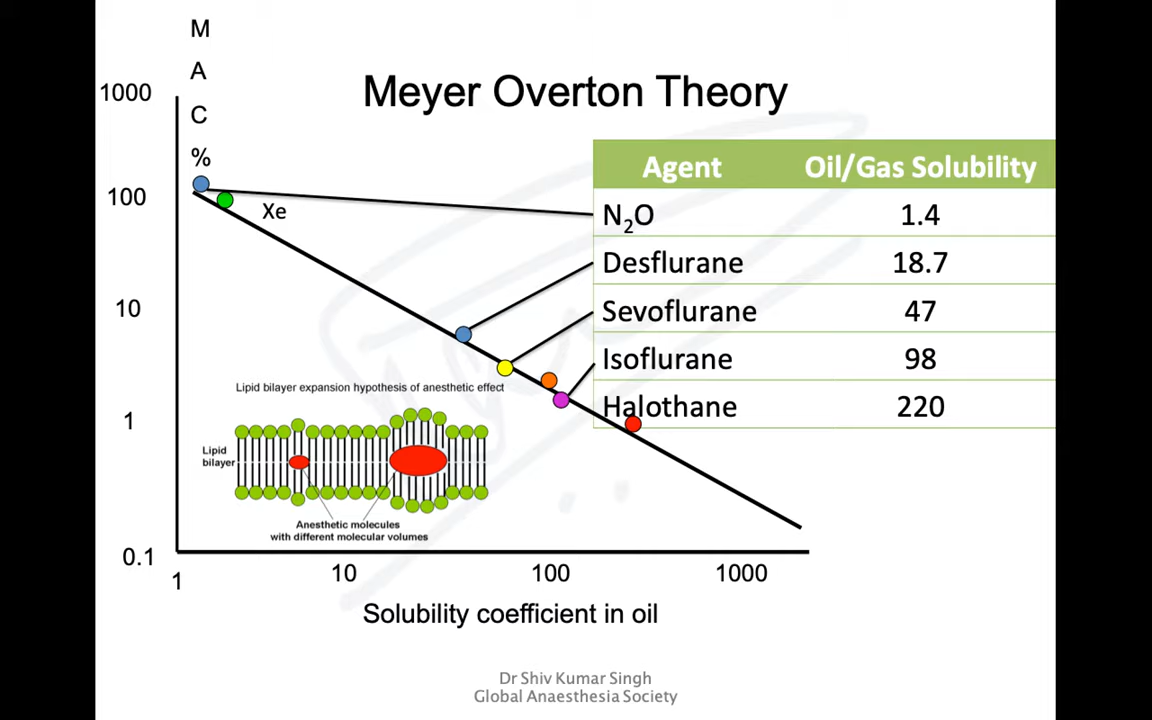 M
A
C
%
Meyer Overton Theory
1000
100
10
1
0.1
Xe
Agent Oil/Gas Solubility
N₂O 1.4
Desflurane 18.7
Sevoflurane 47
Isoflurane 98
Halothane 220
Lipid bilayer expansion hypothesis of anesthetic effect
Lipid
bilayer
Anesthetic molecules
with different molecular volumes
1 10 100 1000
Solubility coefficient in oil
Dr Shiv Kumar Singh
Global Anaesthesia Society